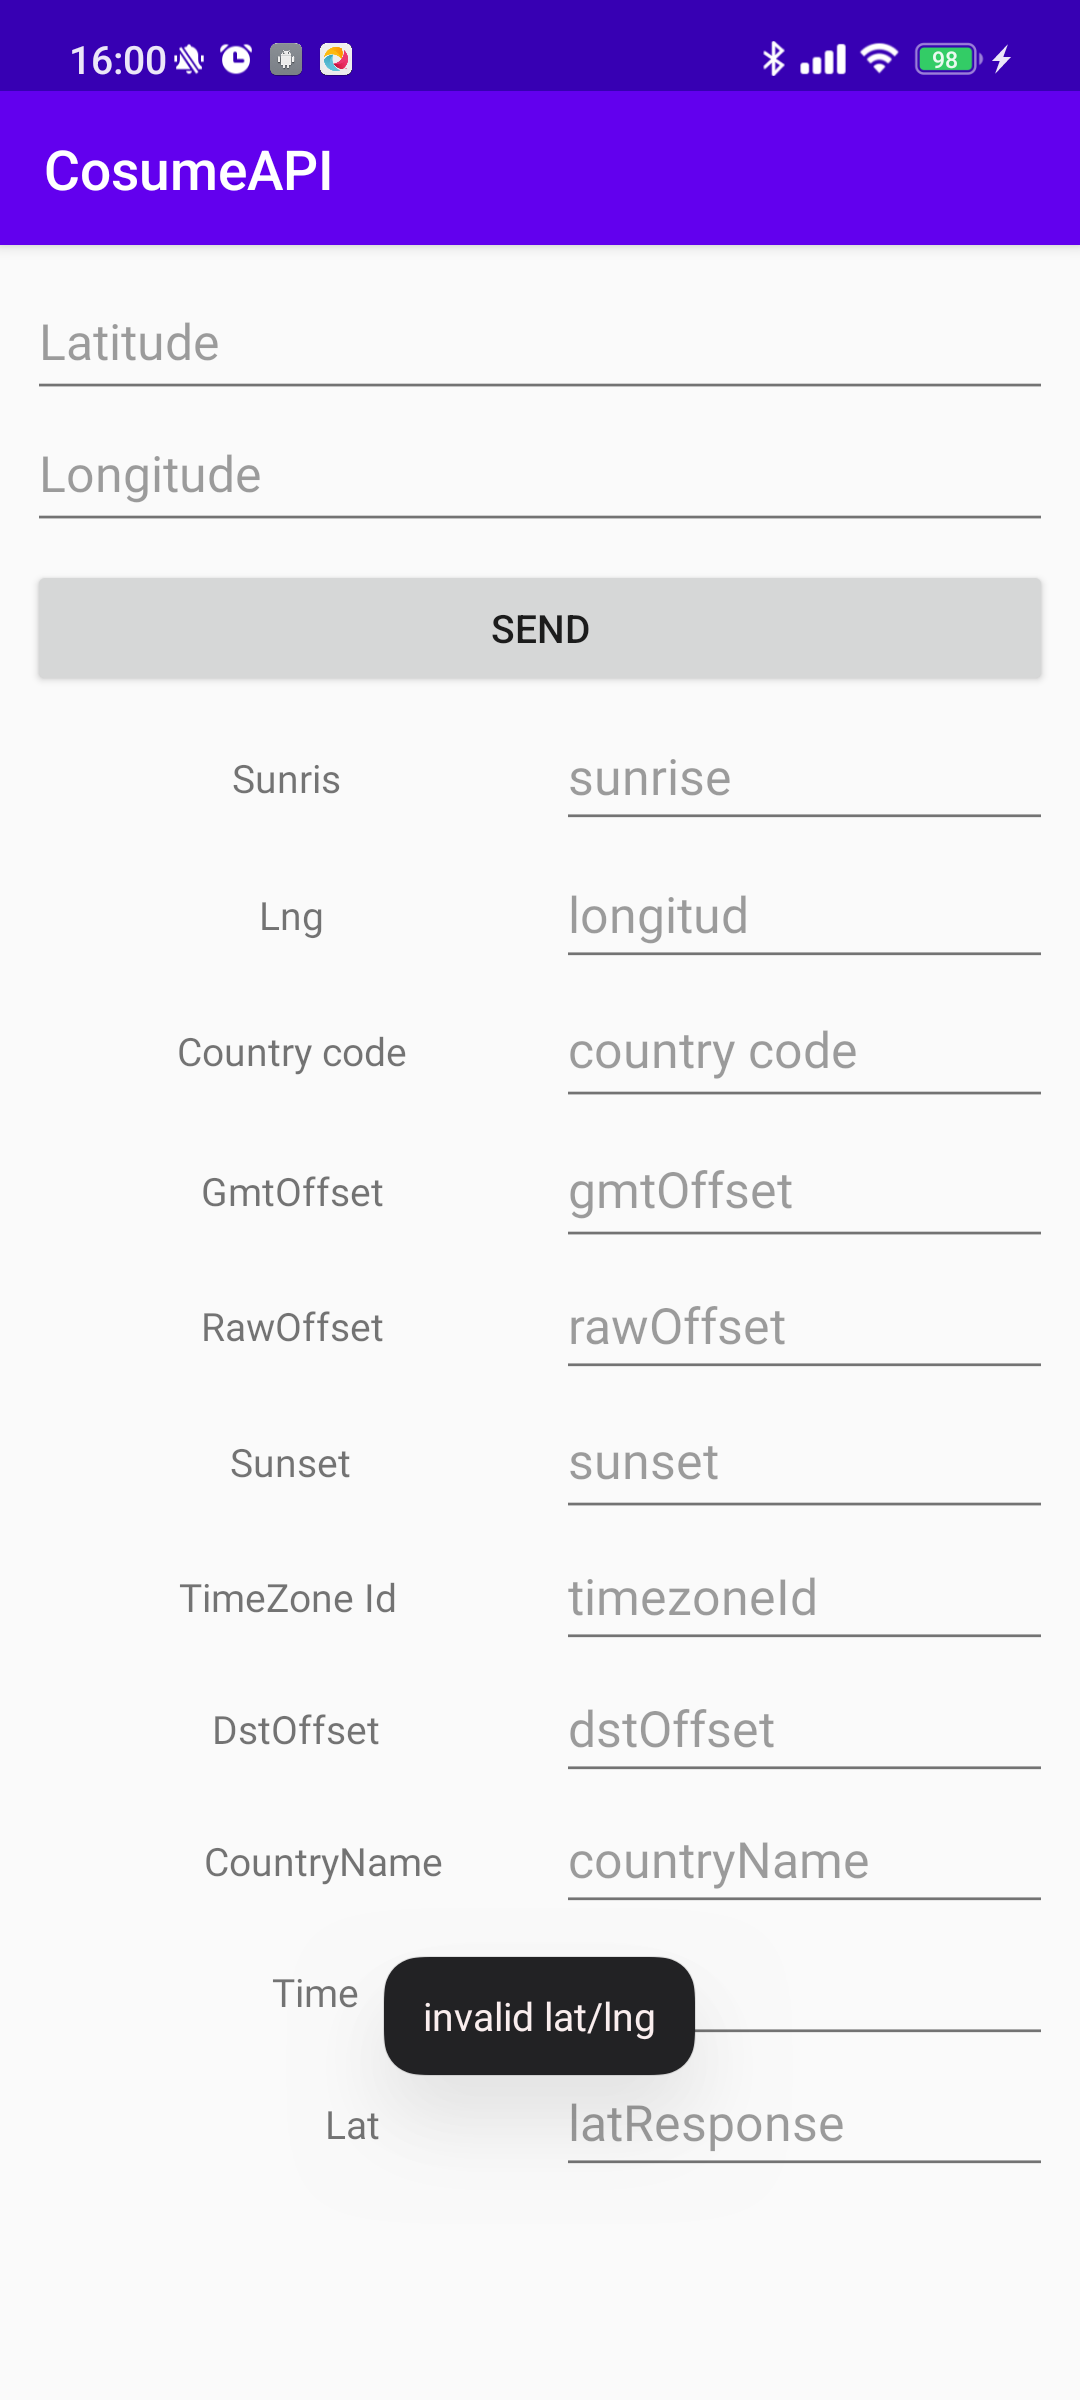 16:00 98
CosumeAPI
Latitude
Longitude
SEND
Sunris sunrise
Lng longitud
Country code country code
GmtOffset gmtOffset
RawOffset rawOffset
Sunset sunset
TimeZone Id timezoneId
DstOffset dstOffset
CountryName countryName
Time
invalid lat/lng
Lat latResponse